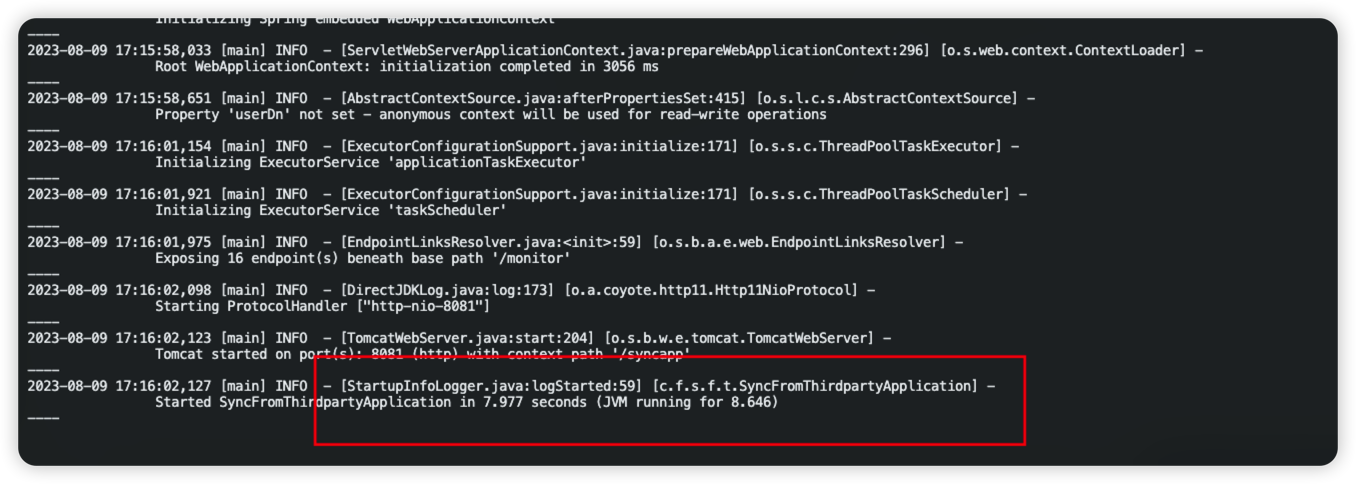 Initializing Spring embedded WebApplicationContext
————
2023-08-09 17:15:58,033 [main] INFO  – [ServletWebServerApplicationContext.java:prepareWebApplicationContext:296] [o.s.web.context.ContextLoader] –
Root WebApplicationContext: initialization completed in 3056 ms
————
2023-08-09 17:15:58,651 [main] INFO  – [AbstractContextSource.java:afterPropertiesSet:415] [o.s.l.c.s.AbstractContextSource] –
Property 'userDn' not set – anonymous context will be used for read-write operations
————
2023-08-09 17:16:01,154 [main] INFO  – [ExecutorConfigurationSupport.java:initialize:171] [o.s.s.c.ThreadPoolTaskExecutor] –
Initializing ExecutorService 'applicationTaskExecutor'
————
2023-08-09 17:16:01,921 [main] INFO  – [ExecutorConfigurationSupport.java:initialize:171] [o.s.s.c.ThreadPoolTaskScheduler] –
Initializing ExecutorService 'taskScheduler'
————
2023-08-09 17:16:01,975 [main] INFO  – [EndpointLinksResolver.java:<init>:59] [o.s.b.a.e.web.EndpointLinksResolver] –
Exposing 16 endpoint(s) beneath base path '/monitor'
————
2023-08-09 17:16:02,098 [main] INFO  – [DirectJDKLog.java:log:173] [o.a.coyote.http11.Http11NioProtocol] –
Starting ProtocolHandler ["http-nio-8081"]
————
2023-08-09 17:16:02,123 [main] INFO  – [TomcatWebServer.java:start:204] [o.s.b.w.e.tomcat.TomcatWebServer] –
Tomcat started on port(s): 8081 (http) with context path '/syncapp'
————
2023-08-09 17:16:02,127 [main] INFO  – [StartupInfoLogger.java:logStarted:59] [c.f.s.f.t.SyncFromThirdpartyApplication] –
Started SyncFromThirdpartyApplication in 7.977 seconds (JVM running for 8.646)
————